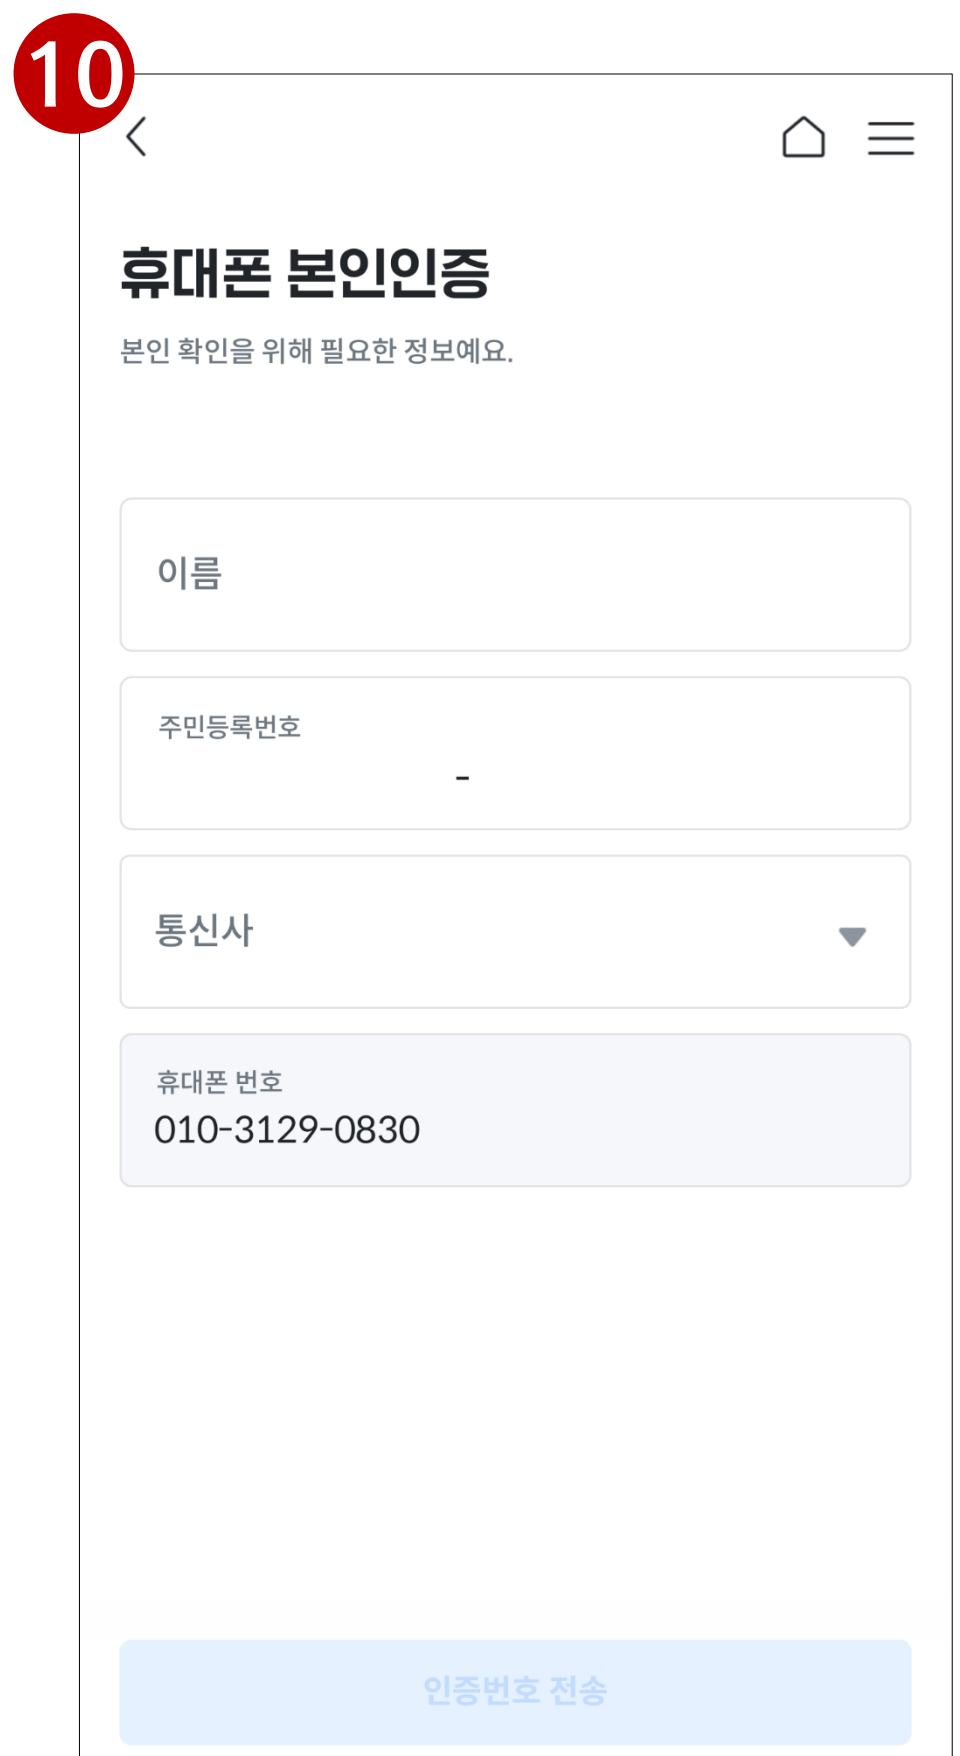 10
휴대폰 본인인증
본인 확인을 위해 필요한 정보예요.
이름
주민등록번호
-
통신사
휴대폰 번호
010-3129-0830
인증번호 전송